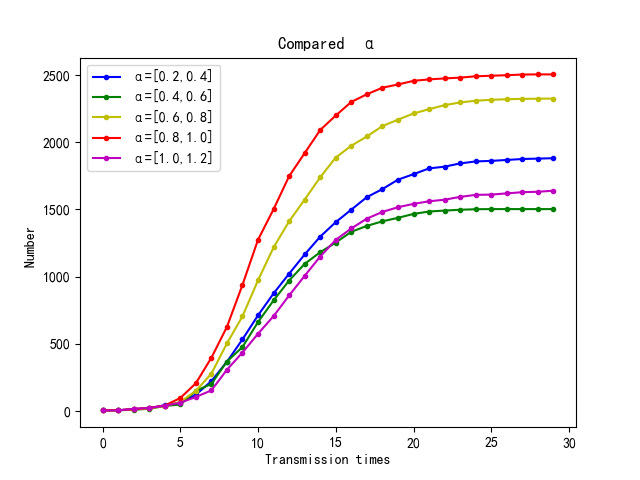 Compared α
α=[0.2,0.4]
α=[0.4,0.6]
α=[0.6,0.8]
α=[0.8,1.0]
α=[1.0,1.2]
Number
2500
2000
1500
1000
500
0
0 5 10 15 20 25 30
Transmission times